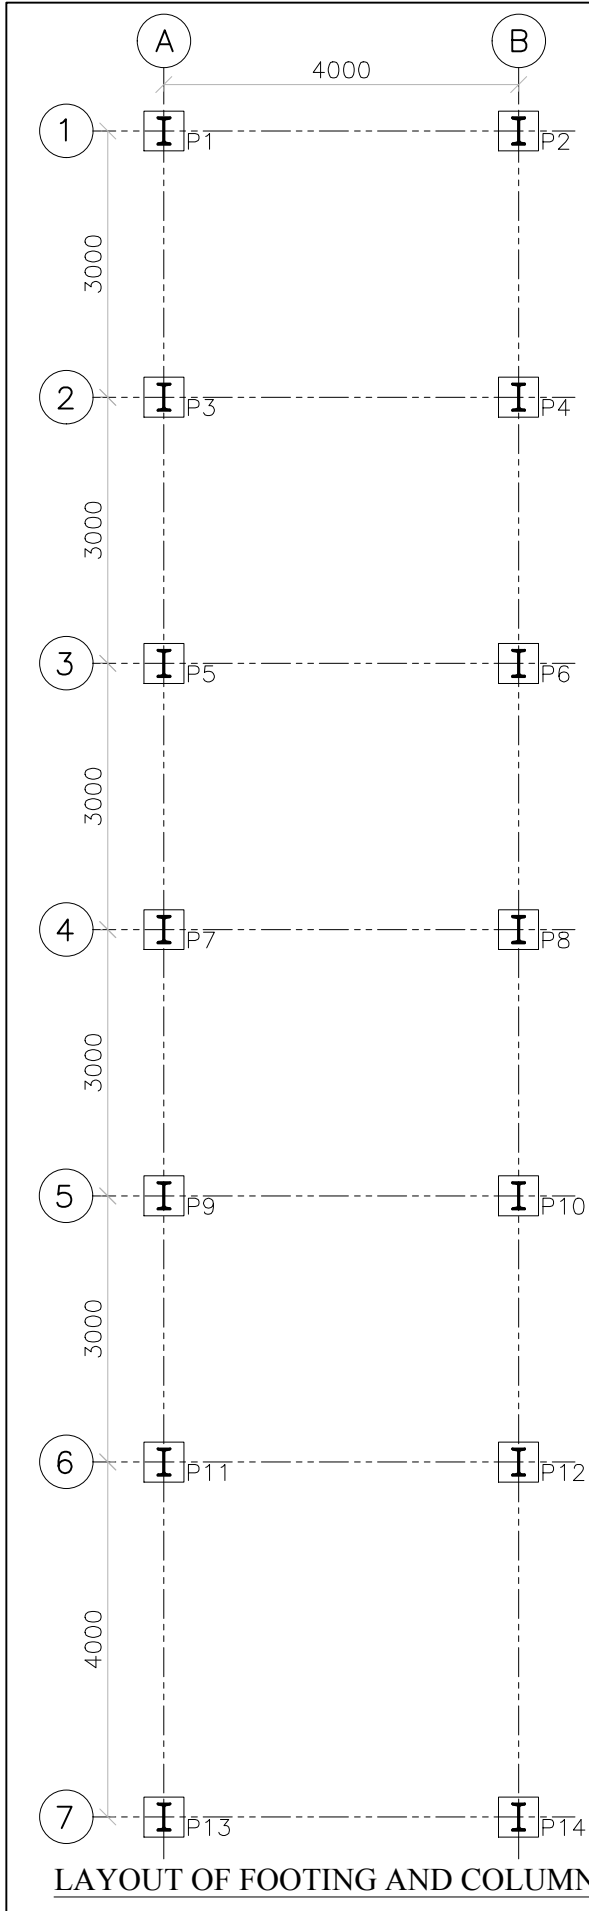 A B
4000
1 P1 P2
3000
2 P3 P4
3000
3 P5 P6
3000
4 P7 P8
3000
5 P9 P10
3000
6 P11 P12
4000
7 P13 P14
LAYOUT OF FOOTING AND COLUMN